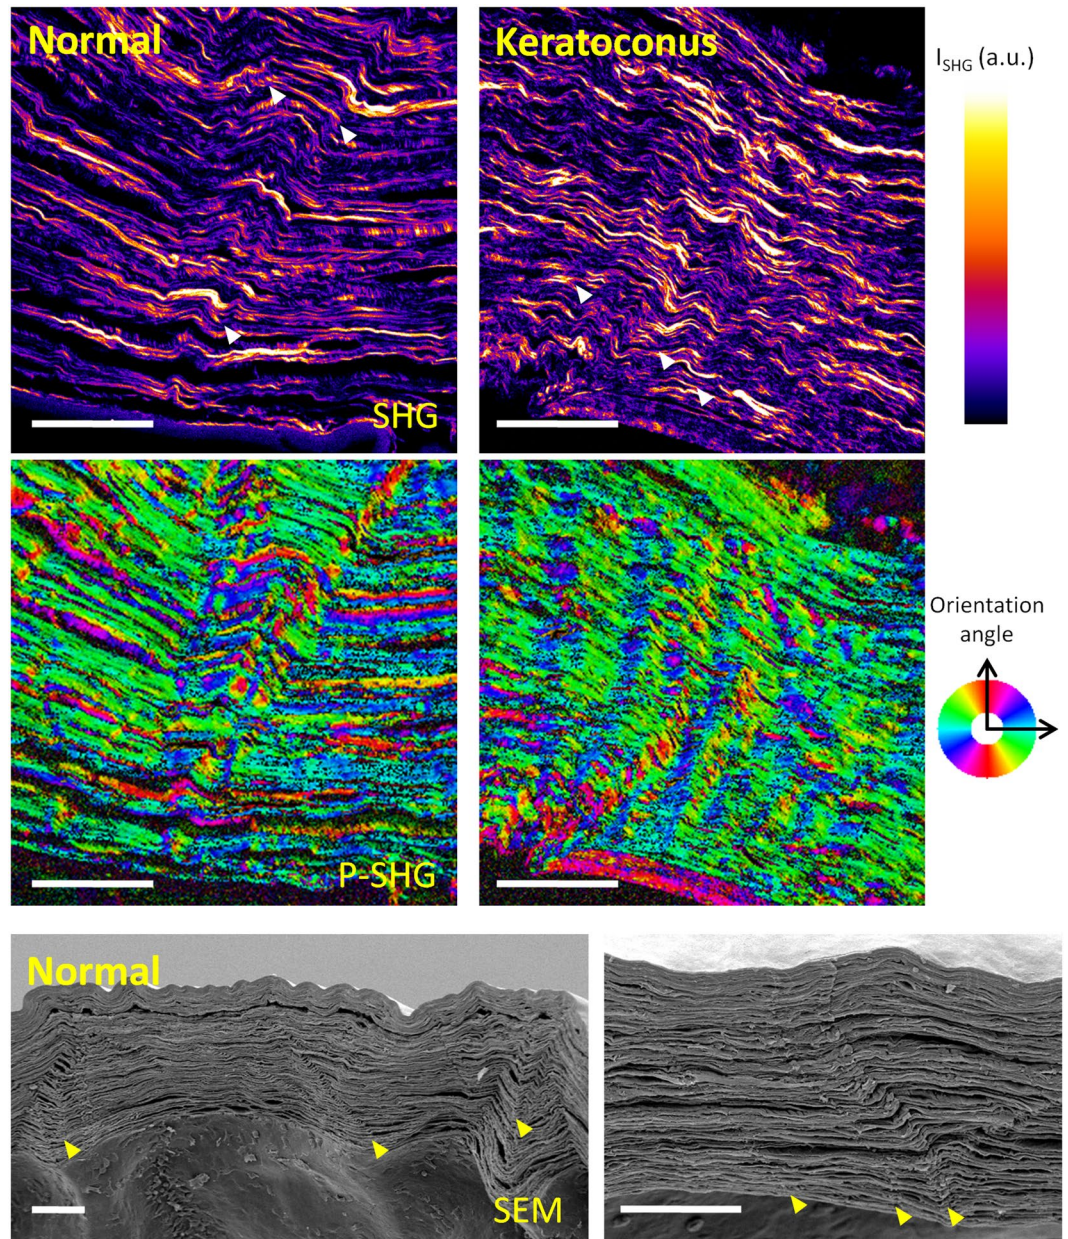 Normal
Keratoconus
I_SHG (a.u.)
SHG
Orientation
angle
P-SHG
Normal
SEM